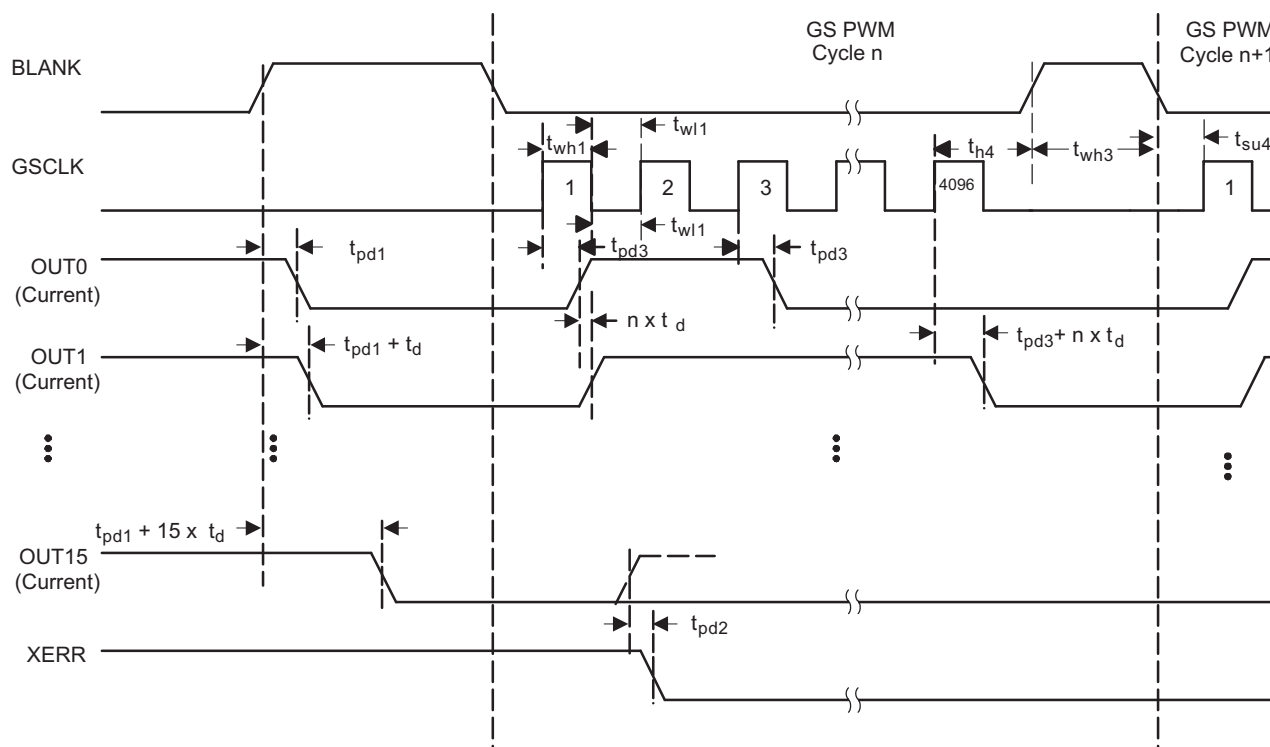 GS PWM
Cycle n
GS PWM
Cycle n+1
BLANK
t_wh1
t_wl1
t_h4
t_wh3
t_su4
GSCLK
1
2
3
4096
1
t_wl1
t_pd1
t_pd3
t_pd3
OUT0
(Current)
n x t_d
t_pd1 + t_d
t_pd3 + n x t_d
OUT1
(Current)
t_pd1 + 15 x t_d
OUT15
(Current)
t_pd2
XERR